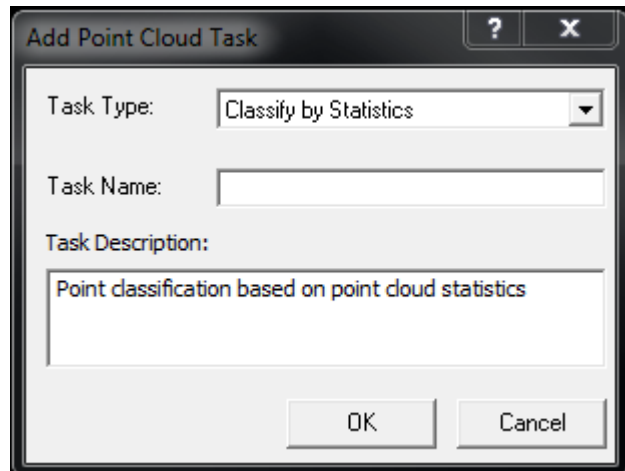 Add Point Cloud Task
? x
Task Type: Classify by Statistics
Task Name:
Task Description:
Point classification based on point cloud statistics
OK Cancel